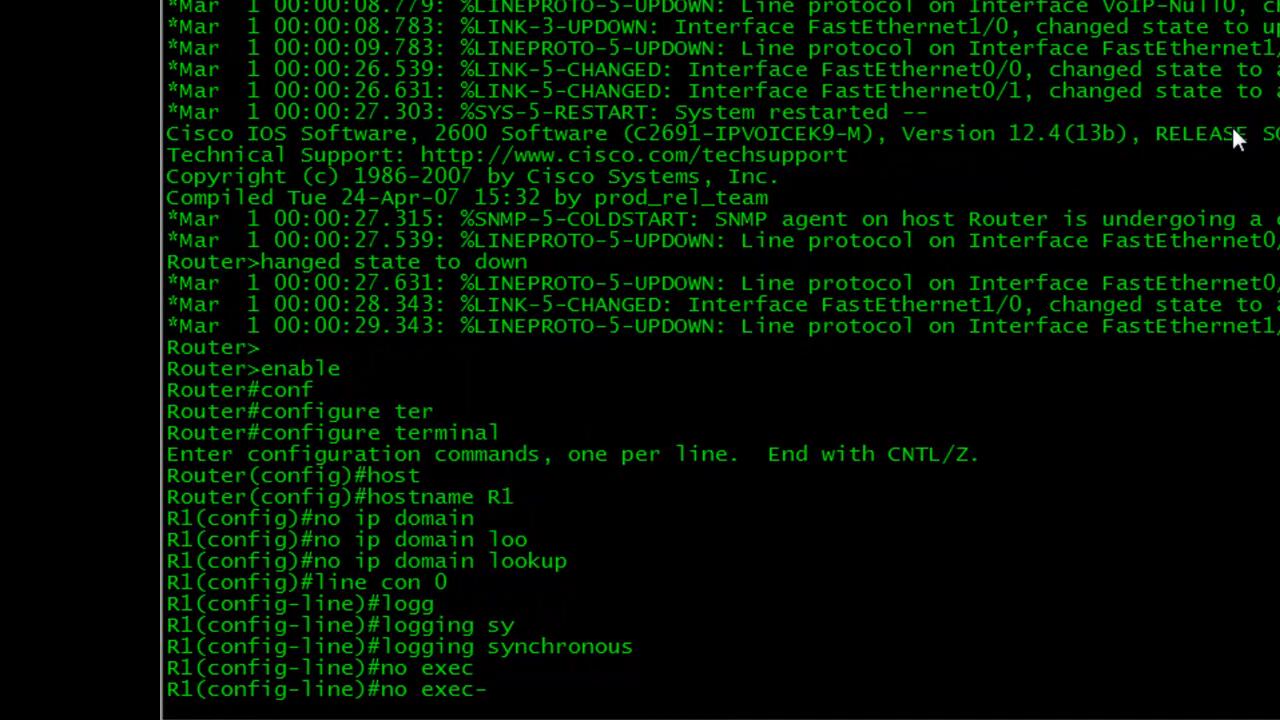 *Mar  1 00:00:08.779: %LINEPROTO-5-UPDOWN: Line protocol on Interface VoIP-Null0,
*Mar  1 00:00:08.783: %LINK-3-UPDOWN: Interface FastEthernet1/0, changed state to
*Mar  1 00:00:09.783: %LINEPROTO-5-UPDOWN: Line protocol on Interface FastEthernet1/
*Mar  1 00:00:26.539: %LINK-5-CHANGED: Interface FastEthernet0/0, changed state to
*Mar  1 00:00:26.631: %LINK-5-CHANGED: Interface FastEthernet0/1, changed state to
*Mar  1 00:00:27.303: %SYS-5-RESTART: System restarted --
Cisco IOS Software, 2600 Software (C2691-IPVOICEK9-M), Version 12.4(13b), RELEASE
Technical Support: http://www.cisco.com/techsupport
Copyright (c) 1986-2007 by Cisco Systems, Inc.
Compiled Tue 24-Apr-07 15:32 by prod_rel_team
*Mar  1 00:00:27.315: %SNMP-5-COLDSTART: SNMP agent on host Router is undergoing a
*Mar  1 00:00:27.539: %LINEPROTO-5-UPDOWN: Line protocol on Interface FastEthernet0/
Router>hanged state to down
*Mar  1 00:00:27.631: %LINEPROTO-5-UPDOWN: Line protocol on Interface FastEthernet0/
*Mar  1 00:00:28.343: %LINK-5-CHANGED: Interface FastEthernet1/0, changed state to
*Mar  1 00:00:29.343: %LINEPROTO-5-UPDOWN: Line protocol on Interface FastEthernet1/
Router>
Router>enable
Router#conf
Router#configure ter
Router#configure terminal
Enter configuration commands, one per line.  End with CNTL/Z.
Router(config)#host
Router(config)#hostname R1
R1(config)#no ip domain
R1(config)#no ip domain loo
R1(config)#no ip domain lookup
R1(config)#line con 0
R1(config-line)#logg
R1(config-line)#logging sy
R1(config-line)#logging synchronous
R1(config-line)#no exec
R1(config-line)#no exec-